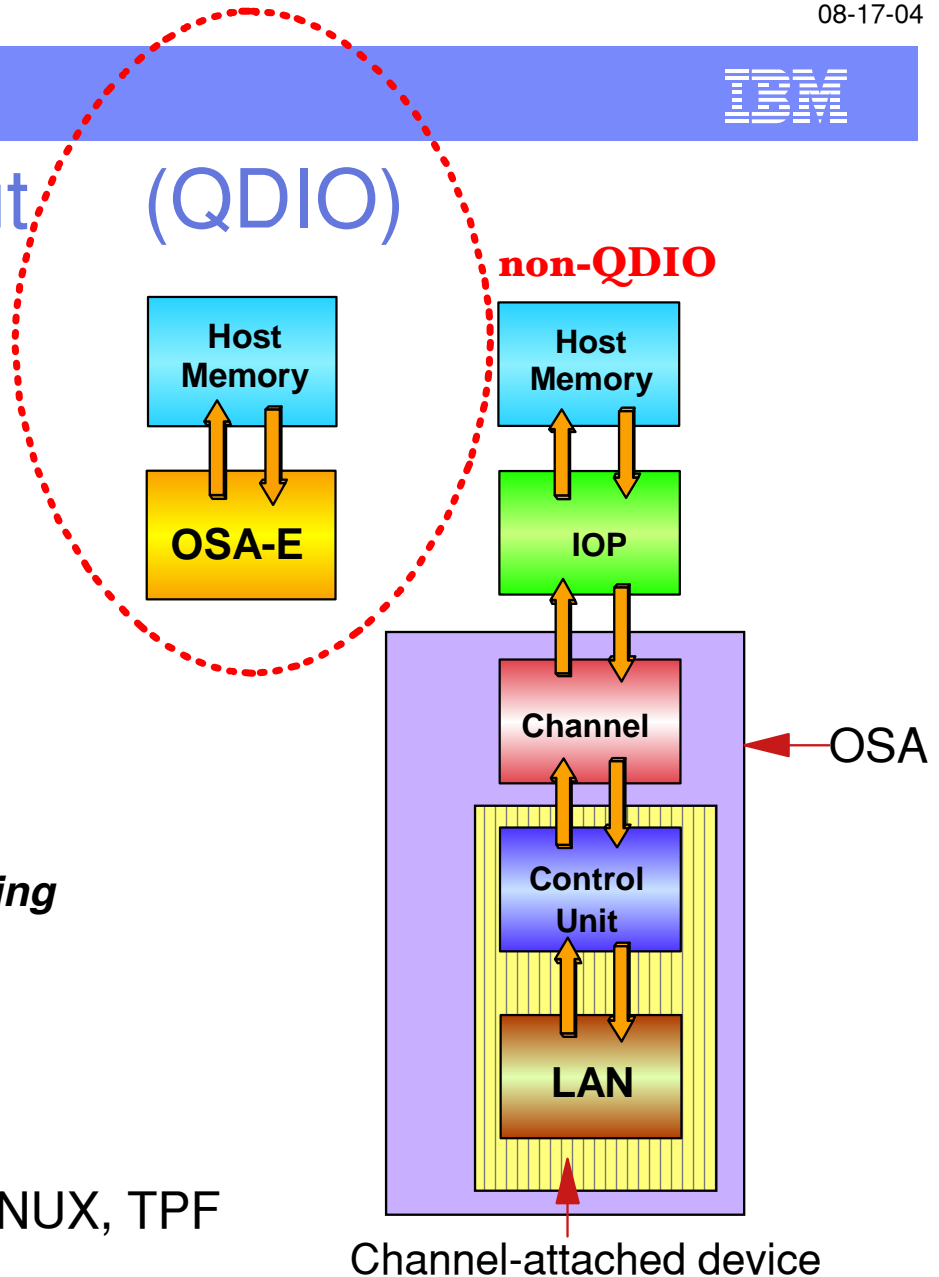 08-17-04
IBM
(QDIO)
non-QDIO
Host
Memory
Host
Memory
OSA-E
IOP
Channel
OSA
Control
Unit
LAN
NUX, TPF
Channel-attached device